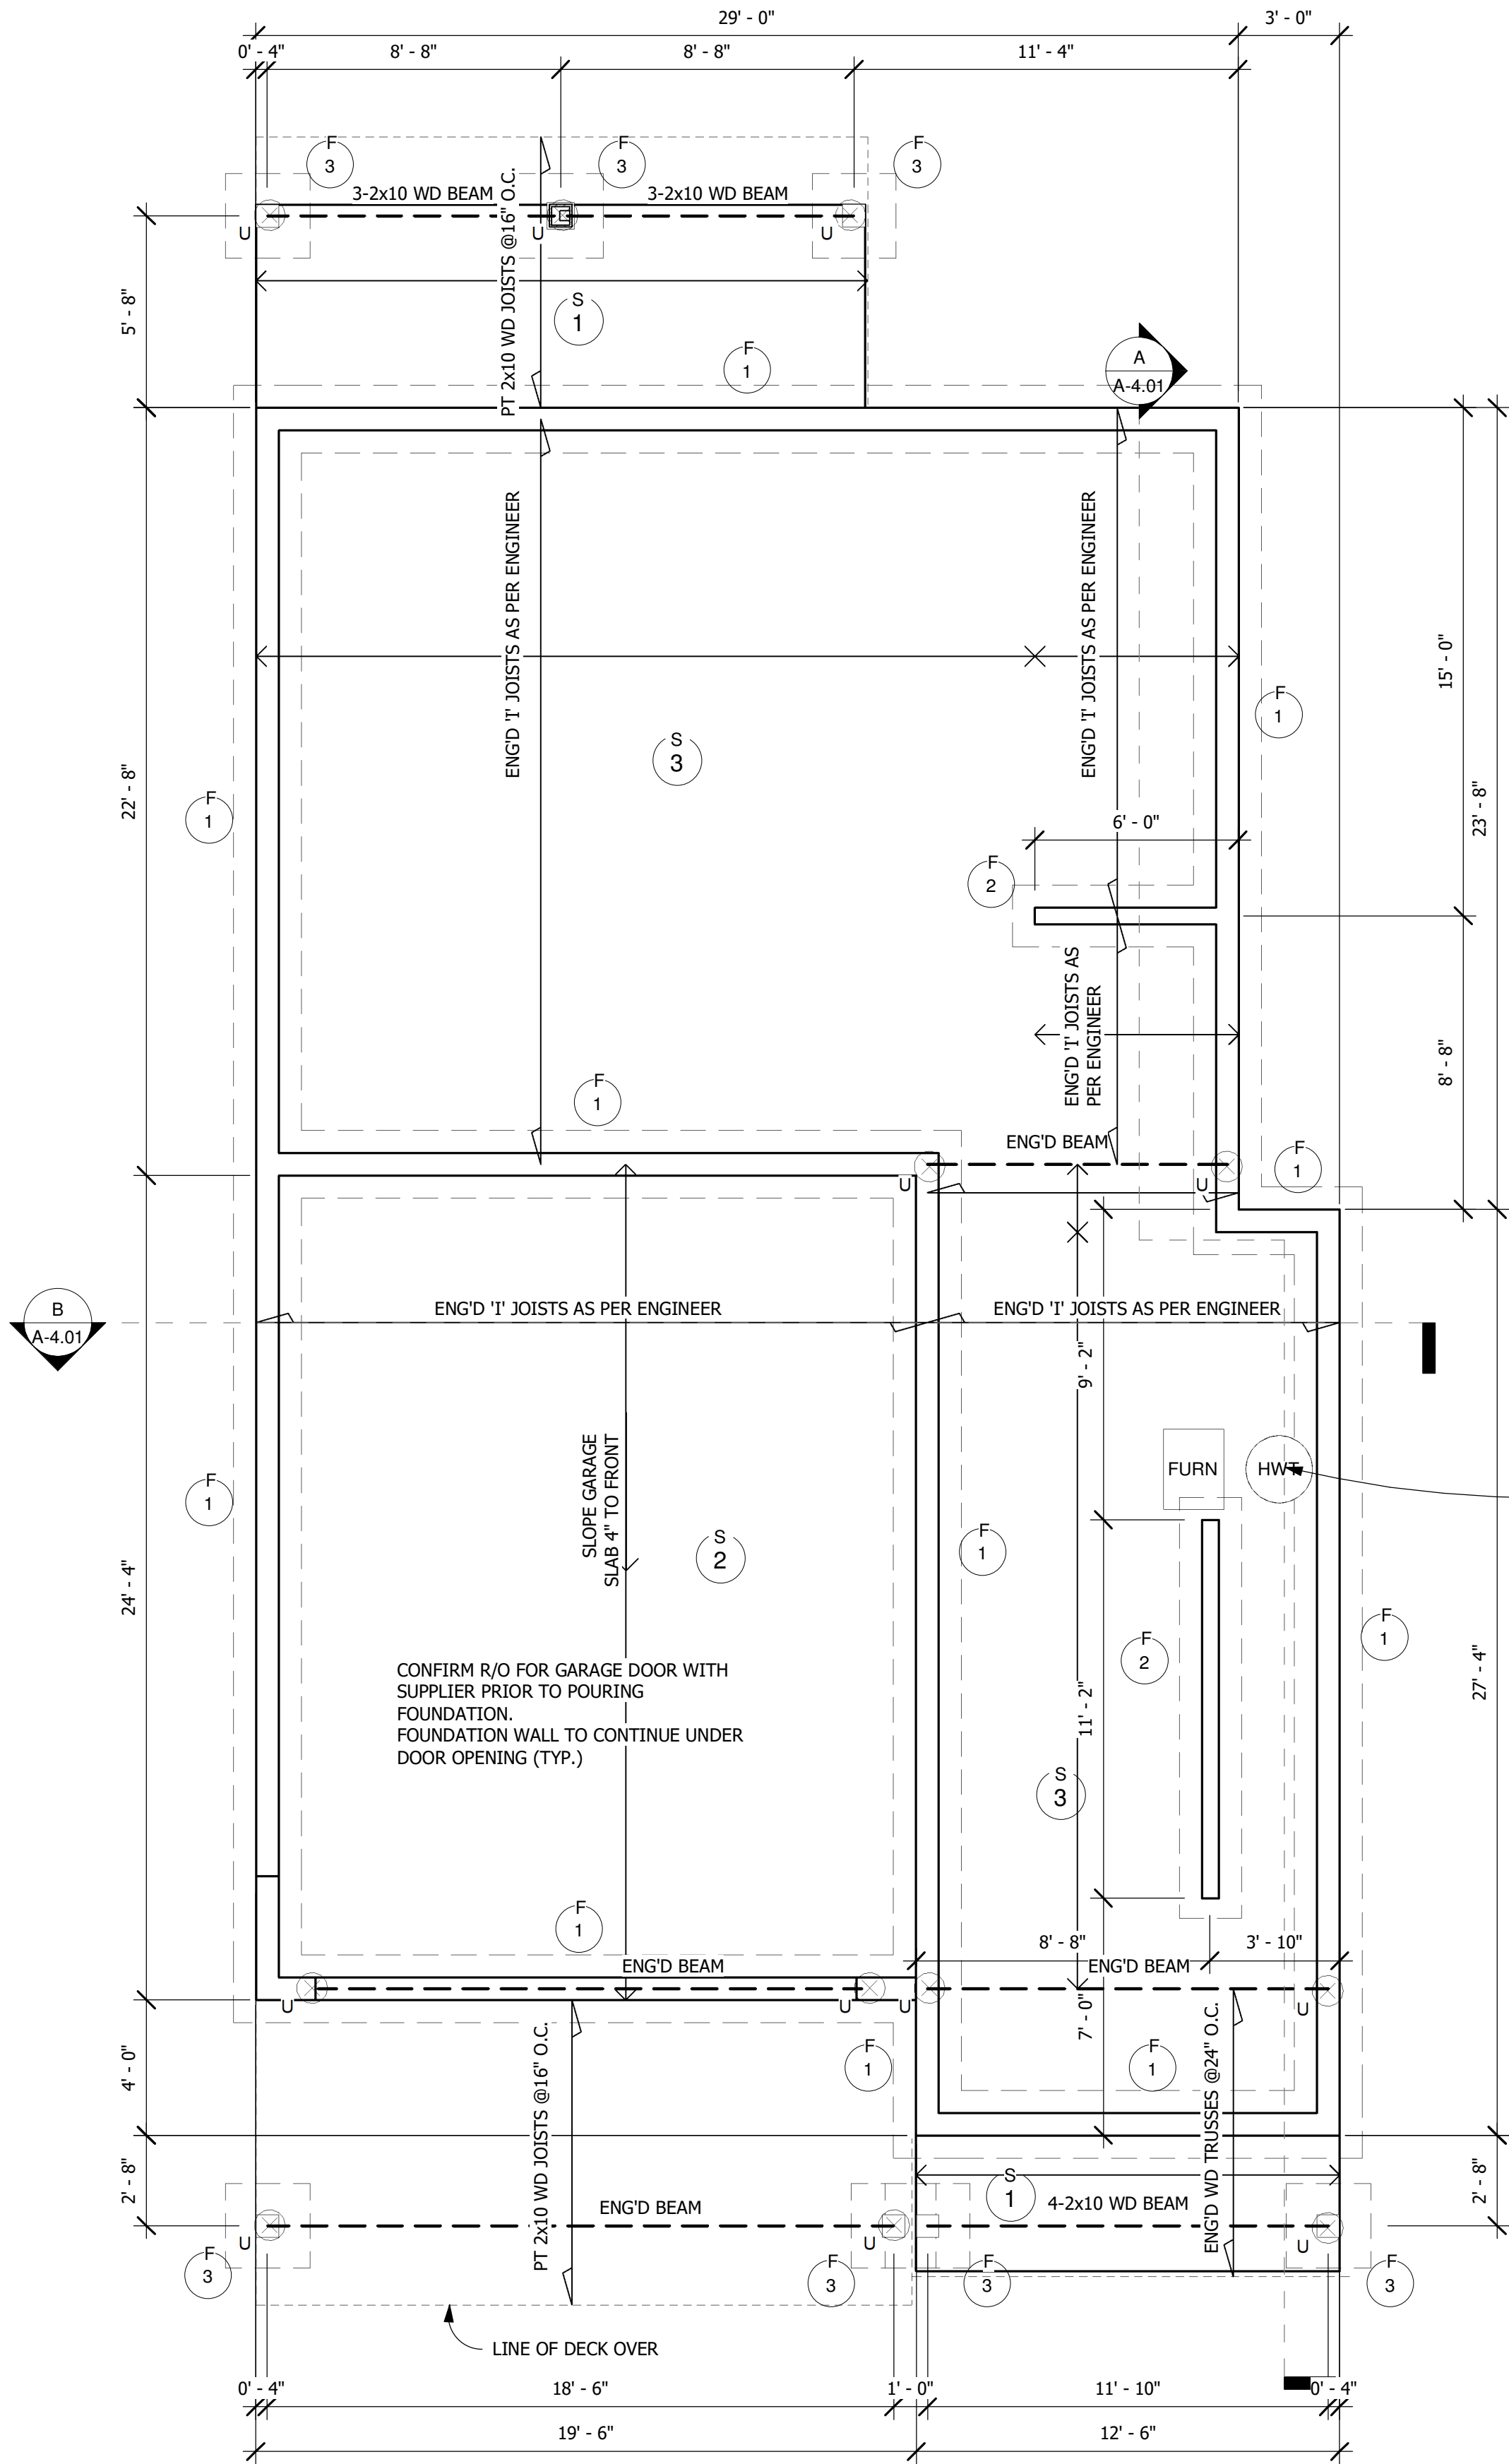 29' - 0"
3' - 0"
0' - 4"
8' - 8"
8' - 8"
11' - 4"
F
3
F
3
F
3
3-2x10 WD BEAM
3-2x10 WD BEAM
PT 2x10 WD JOISTS @16" O.C.
U
U
U
5' - 8"
S
1
F
1
A
A-4.01
ENG'D 'I' JOISTS AS PER ENGINEER
ENG'D 'I' JOISTS AS PER ENGINEER
15' - 0"
F
1
S
3
22' - 8"
F
1
23' - 8"
6' - 0"
F
2
ENG'D 'I' JOISTS AS
PER ENGINEER
8' - 8"
F
1
ENG'D BEAM
F
1
U
U
B
A-4.01
ENG'D 'I' JOISTS AS PER ENGINEER
ENG'D 'I' JOISTS AS PER ENGINEER
9' - 2"
SLOPE GARAGE
SLAB 4" TO FRONT
FURN
HWT
F
1
S
2
F
1
24' - 4"
F
1
F
2
CONFIRM R/O FOR GARAGE DOOR WITH
SUPPLIER PRIOR TO POURING
FOUNDATION.
FOUNDATION WALL TO CONTINUE UNDER
DOOR OPENING (TYP.)
11' - 2"
27' - 4"
S
3
F
1
8' - 8"
3' - 10"
ENG'D BEAM
ENG'D BEAM
U
U
U
U
7' - 0"
4' - 0"
PT 2x10 WD JOISTS @16" O.C.
F
1
F
1
ENG'D WD TRUSSES @24" O.C.
2' - 8"
S
1
4-2x10 WD BEAM
2' - 8"
ENG'D BEAM
U
U
U
F
3
F
3
F
3
F
3
LINE OF DECK OVER
0' - 4"
18' - 6"
1' - 0"
11' - 10"
0' - 4"
19' - 6"
12' - 6"